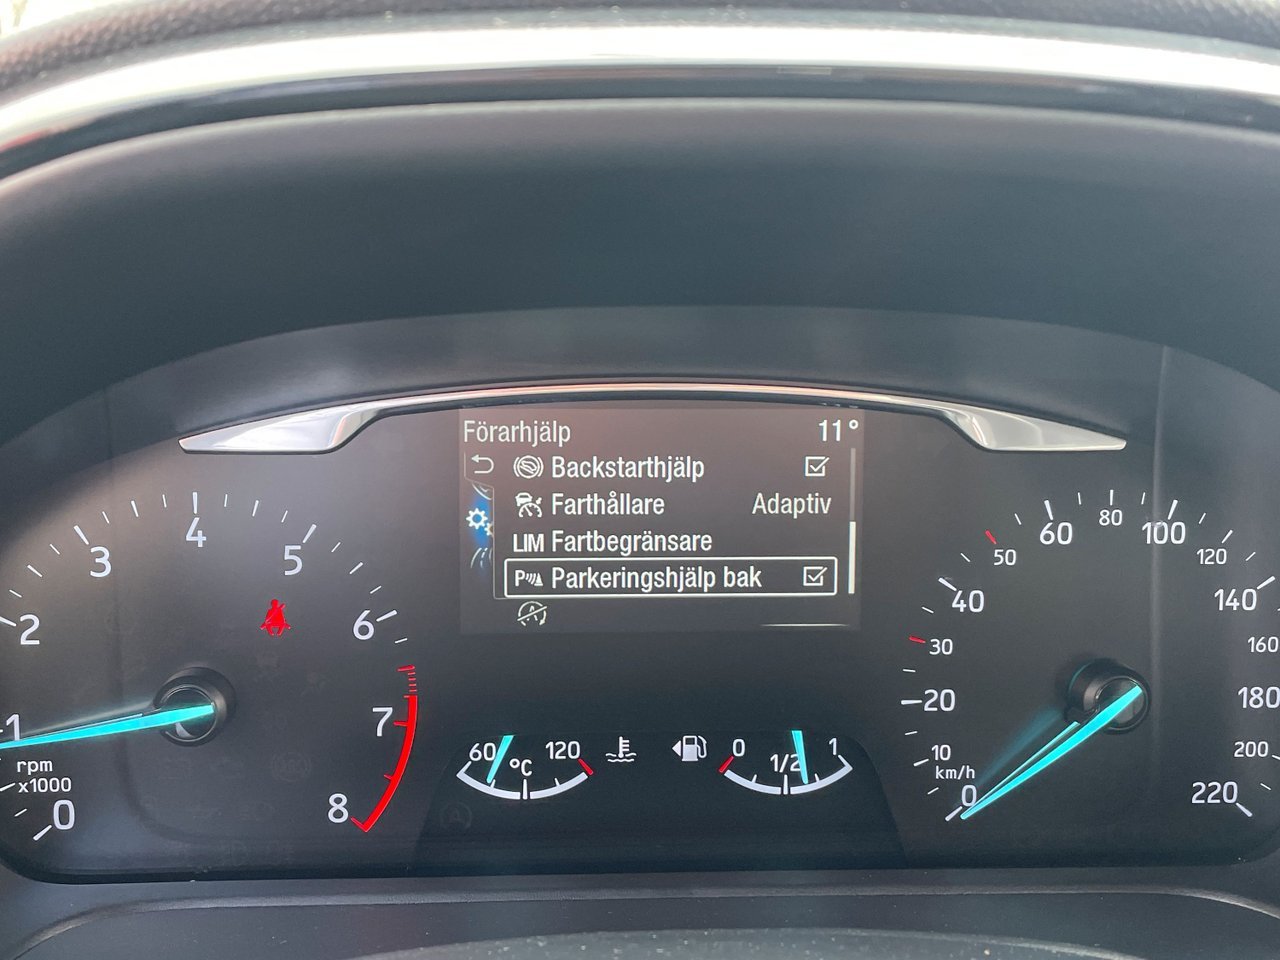 Förarhjälp 11°
Backstarthjälp
Farthållare Adaptiv
LIM Fartbegränsare
P Parkeringshjälp bak
1
2
3
4
5
6
7
8
0
rpm
x1000
60 120
°C
0 1/2 1
0
10
20
30
40
50
60
80
100
120
140
160
180
200
220
km/h